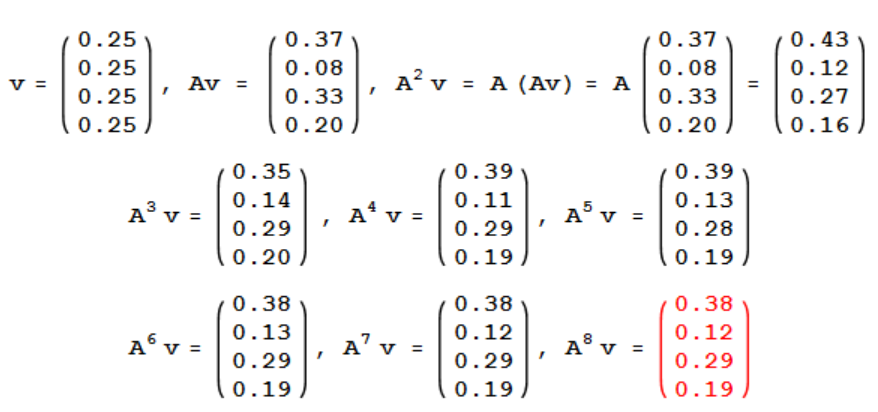 v = (0.25 0.25 0.25 0.25), Av = (0.37 0.08 0.33 0.20), A² v = A (Av) = A (0.37 0.08 0.33 0.20) = (0.43 0.12 0.27 0.16)
A³ v = (0.35 0.14 0.29 0.20), A⁴ v = (0.39 0.11 0.29 0.19), A⁵ v = (0.39 0.13 0.28 0.19)
A⁶ v = (0.38 0.13 0.29 0.19), A⁷ v = (0.38 0.12 0.29 0.19), A⁸ v = (0.38 0.12 0.29 0.19)